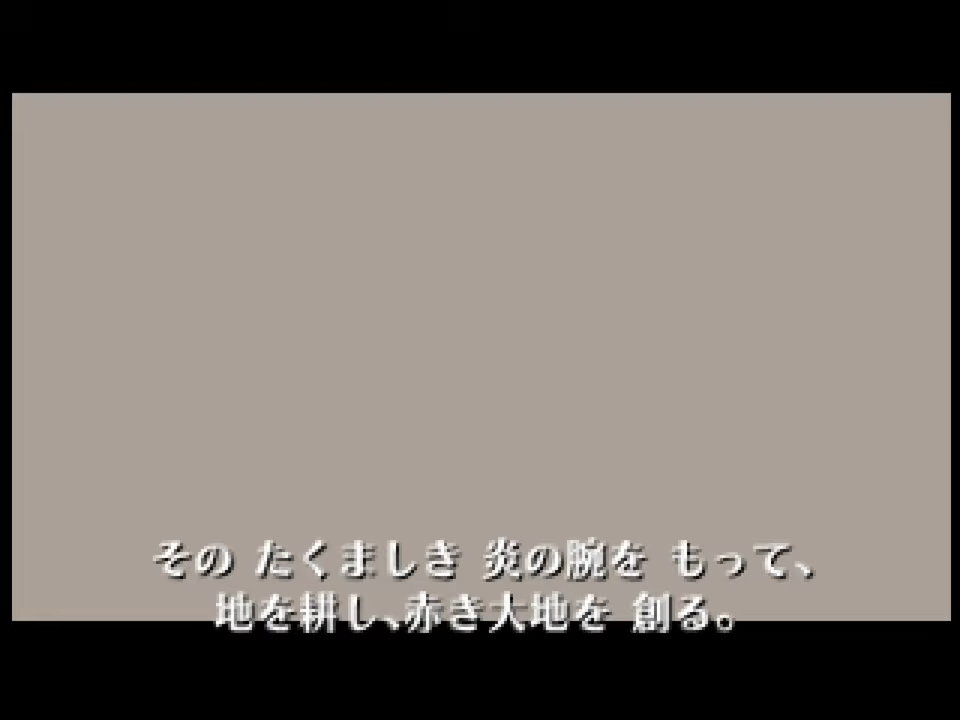 その たくましき 炎の腕を もって、
地を耕し、赤き大地を 創る。